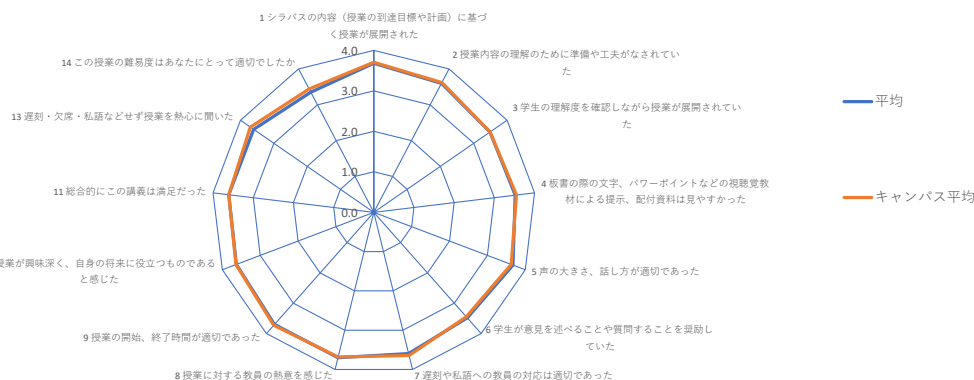 1 シラバスの内容（授業の到達目標や計画）に基づ
く授業が展開された
2 授業内容の理解のために準備や工夫がなされてい
た
3 学生の理解度を確認しながら授業が展開されてい
た
4 板書の際の文字、パワーポイントなどの視聴覚教
材による提示、配付資料は見やすかった
5 声の大きさ、話し方が適切であった
6 学生が意見を述べることや質問することを奨励し
ていた
7 遅刻や私語への教員の対応は適切であった
8 授業に対する教員の熱意を感じた
9 授業の開始、終了時間が適切であった
授業が興味深く、自身の将来に役立つものである
と感じた
11 総合的にこの講義は満足だった
13 遅刻・欠席・私語などせず授業を熱心に聞いた
14 この授業の難易度はあなたにとって適切でしたか
4.0
3.0
2.0
1.0
0.0
平均
キャンパス平均